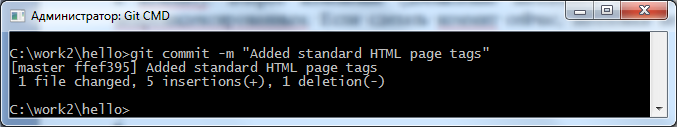 Администратор: Git CMD
C:\work2\hello>git commit -m "Added standard HTML page tags"
[master ffef395] Added standard HTML page tags
1 file changed, 5 insertions(+), 1 deletion(-)
C:\work2\hello>